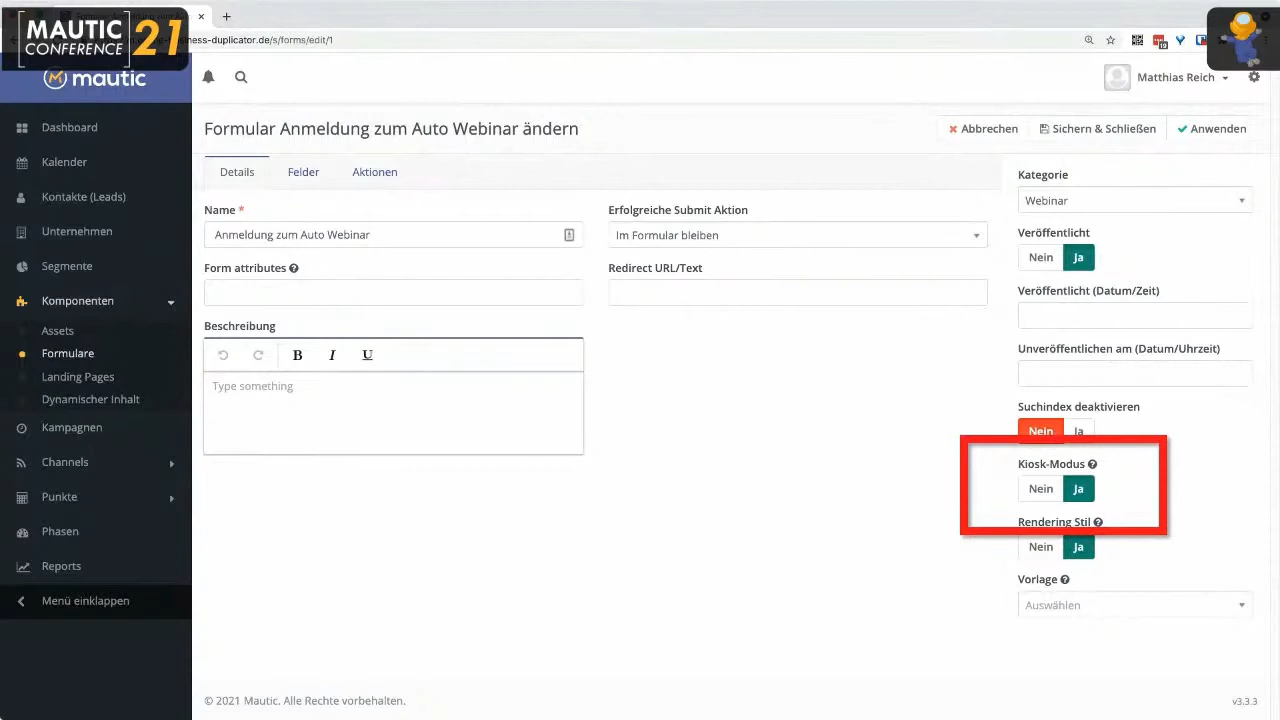 MAUTIC
CONFERENCE
21
siness-duplicator.de/s/forms/edit/1
mautic
Matthias Reich
Dashboard
Kalender
Kontakte (Leads)
Unternehmen
Segmente
Komponenten
Assets
Formulare
Landing Pages
Dynamischer Inhalt
Kampagnen
Channels
Punkte
Phasen
Reports
Menü einklappen
Formular Anmeldung zum Auto Webinar ändern
Abbrechen
Sichern & Schließen
Anwenden
Details
Felder
Aktionen
Name *
Anmeldung zum Auto Webinar
Erfolgreiche Submit Aktion
Im Formular bleiben
Form attributes
Redirect URL/Text
Beschreibung
B I U
Type something
Kategorie
Webinar
Veröffentlicht
Nein Ja
Veröffentlicht (Datum/Zeit)
Unveröffentlichen am (Datum/Uhrzeit)
Suchindex deaktivieren
Nein Ja
Kiosk-Modus
Nein Ja
Rendering Stil
Nein Ja
Vorlage
Auswählen
© 2021 Mautic. Alle Rechte vorbehalten.
v3.3.3